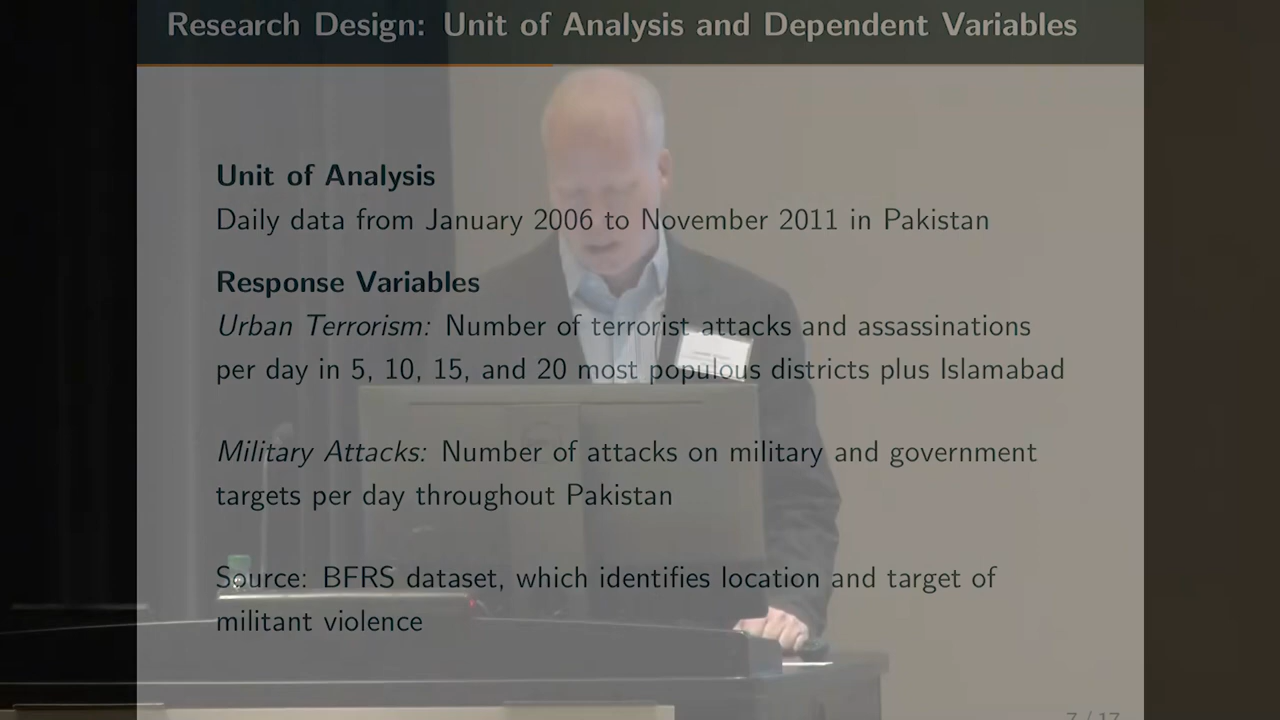 Research Design: Unit of Analysis and Dependent Variables
Unit of Analysis
Daily data from January 2006 to November 2011 in Pakistan
Response Variables
Urban Terrorism: Number of terrorist attacks and assassinations
per day in 5, 10, 15, and 20 most populous districts plus Islamabad
Military Attacks: Number of attacks on military and government
targets per day throughout Pakistan
Source: BFRS dataset, which identifies location and target of
militant violence
7 / 17